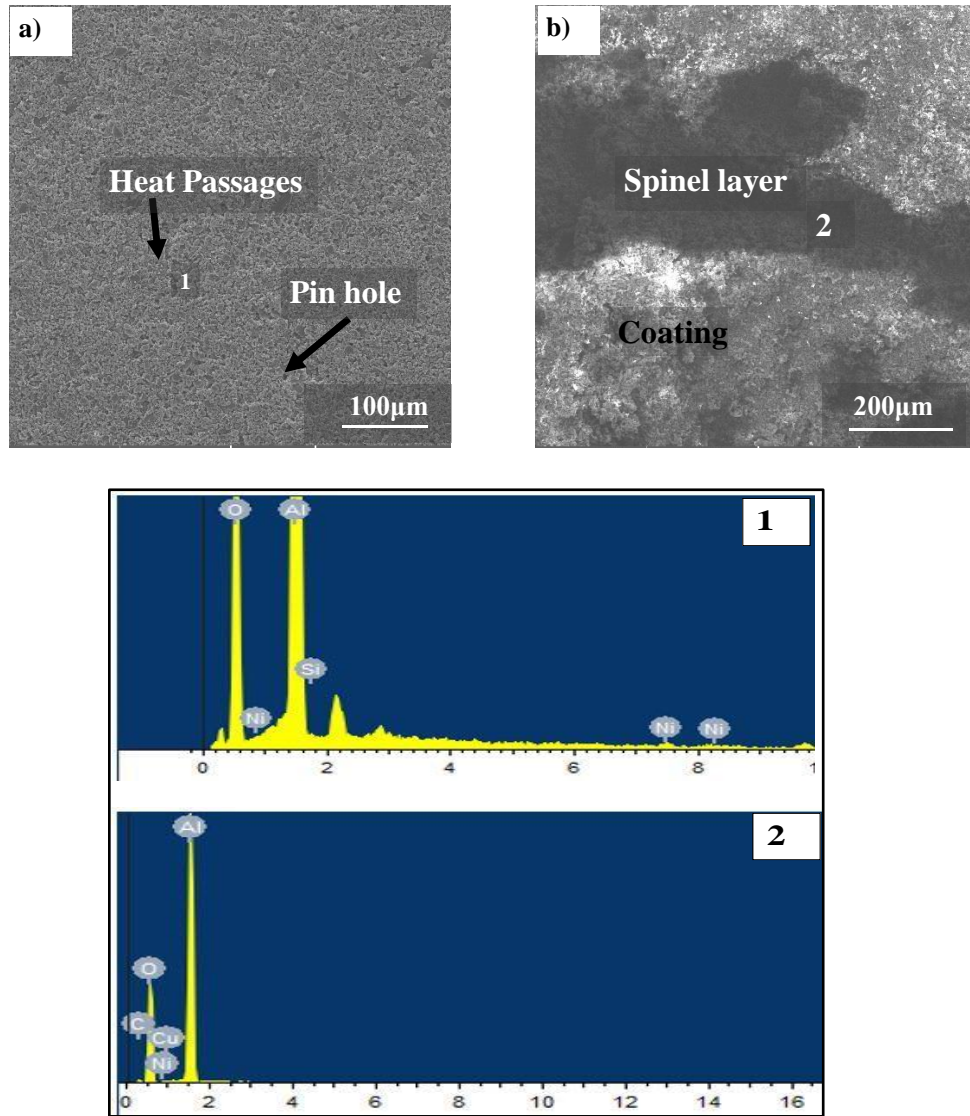 a)
Heat Passages
1
Pin hole
100µm
b)
Spinel layer
2
Coating
200µm
1
O
Al
Si
Ni
Ni
Ni
0 2 4 6 8 1
2
Al
O
C
Cu
Ni
0 2 4 6 8 10 12 14 16